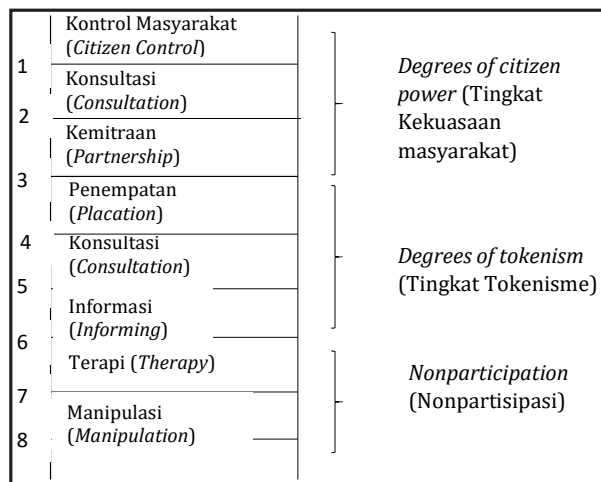 Kontrol Masyarakat
(Citizen Control)
1
Konsultasi
(Consultation)
2
Kemitraan
(Partnership)
3
Penempatan
(Placation)
4
Konsultasi
(Consultation)
5
Informasi
(Informing)
6
Terapi (Therapy)
7
Manipulasi
(Manipulation)
8
Degrees of citizen
power (Tingkat
Kekuasaan
masyarakat)
Degrees of tokenism
(Tingkat Tokenisme)
Nonparticipation
(Nonpartisipasi)